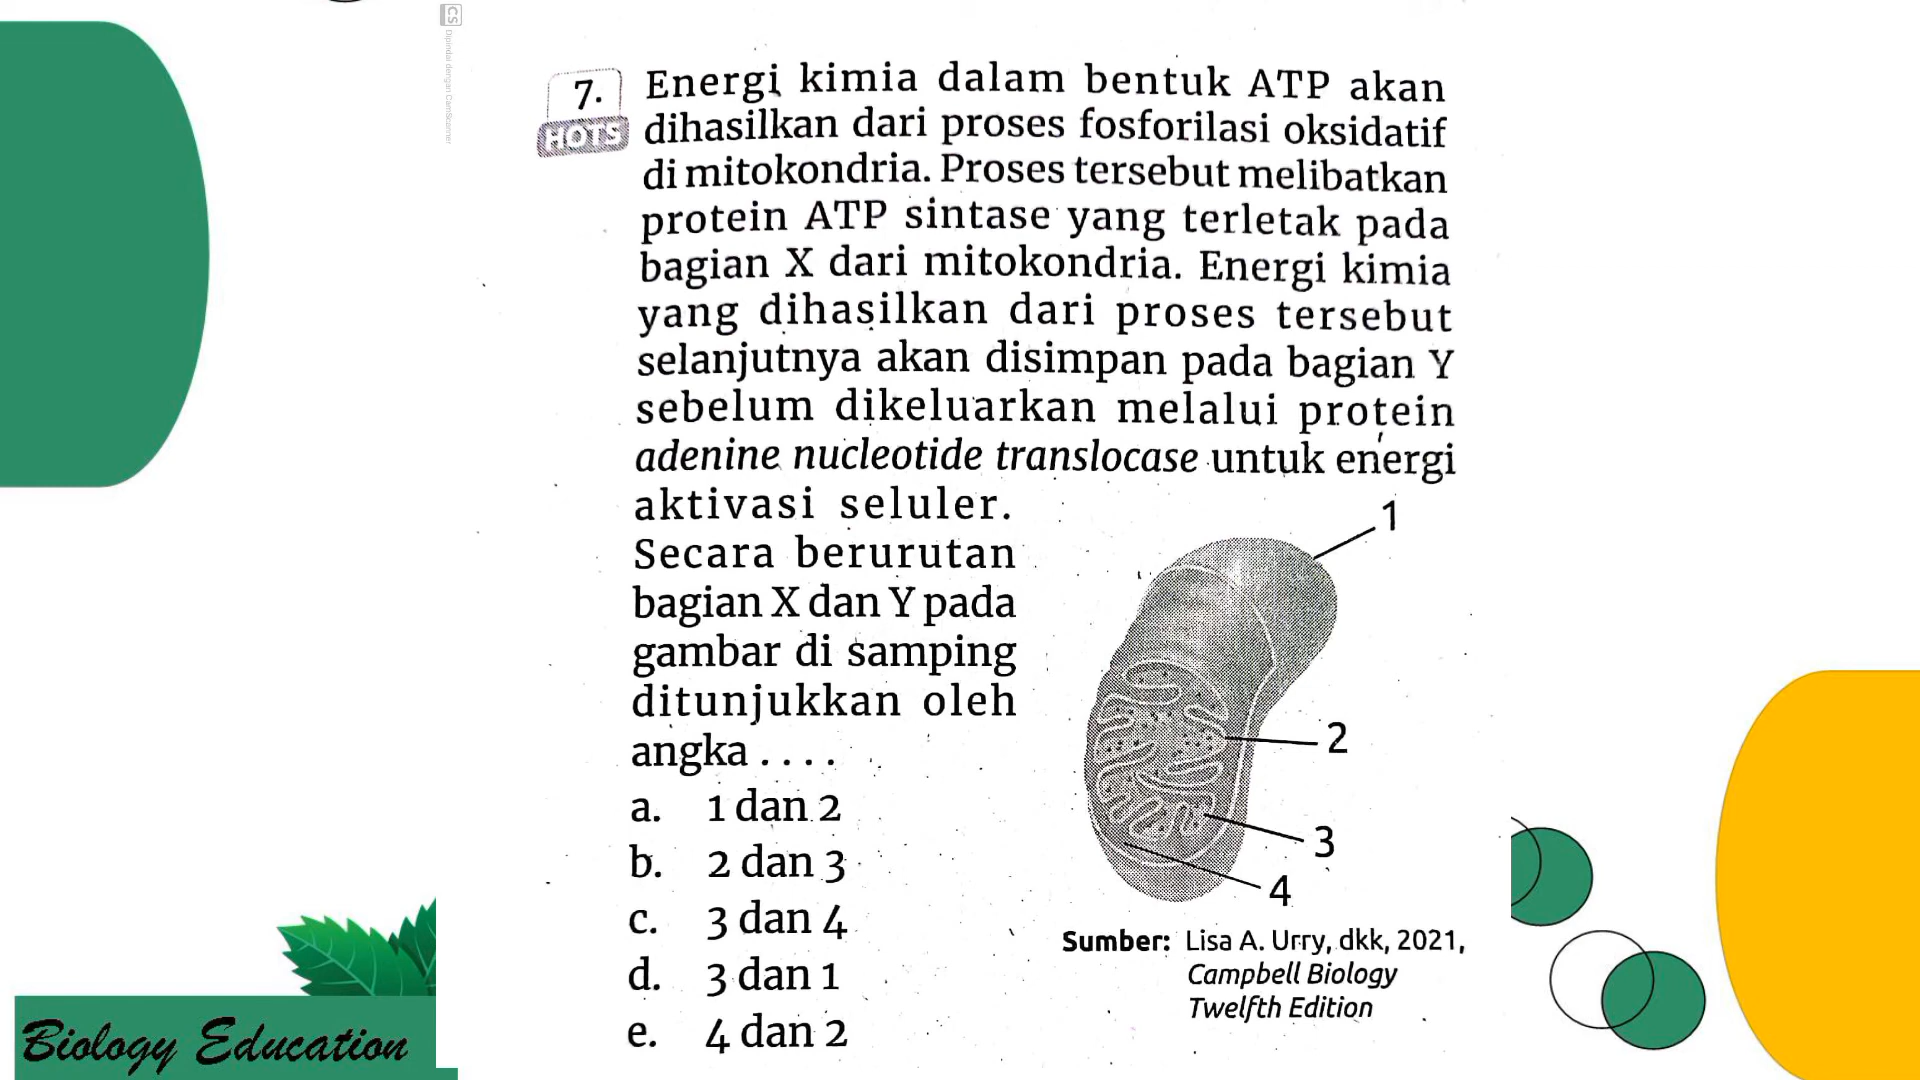 CS Dipindai dengan CamScanner
7. Energi kimia dalam bentuk ATP akan
HOTS dihasilkan dari proses fosforilasi oksidatif
di mitokondria. Proses tersebut melibatkan
protein ATP sintase yang terletak pada
bagian X dari mitokondria. Energi kimia
yang dihasilkan dari proses tersebut
selanjutnya akan disimpan pada bagian Y
sebelum dikeluarkan melalui protein
adenine nucleotide translocase untuk energi
aktivasi seluler.
Secara berurutan
bagian X dan Y pada
gambar di samping
ditunjukkan oleh
angka . . . .
a. 1 dan 2
b. 2 dan 3
c. 3 dan 4
d. 3 dan 1
e. 4 dan 2
1
2
3
4
Sumber: Lisa A. Urry, dkk, 2021,
Campbell Biology
Twelfth Edition
Biology Education